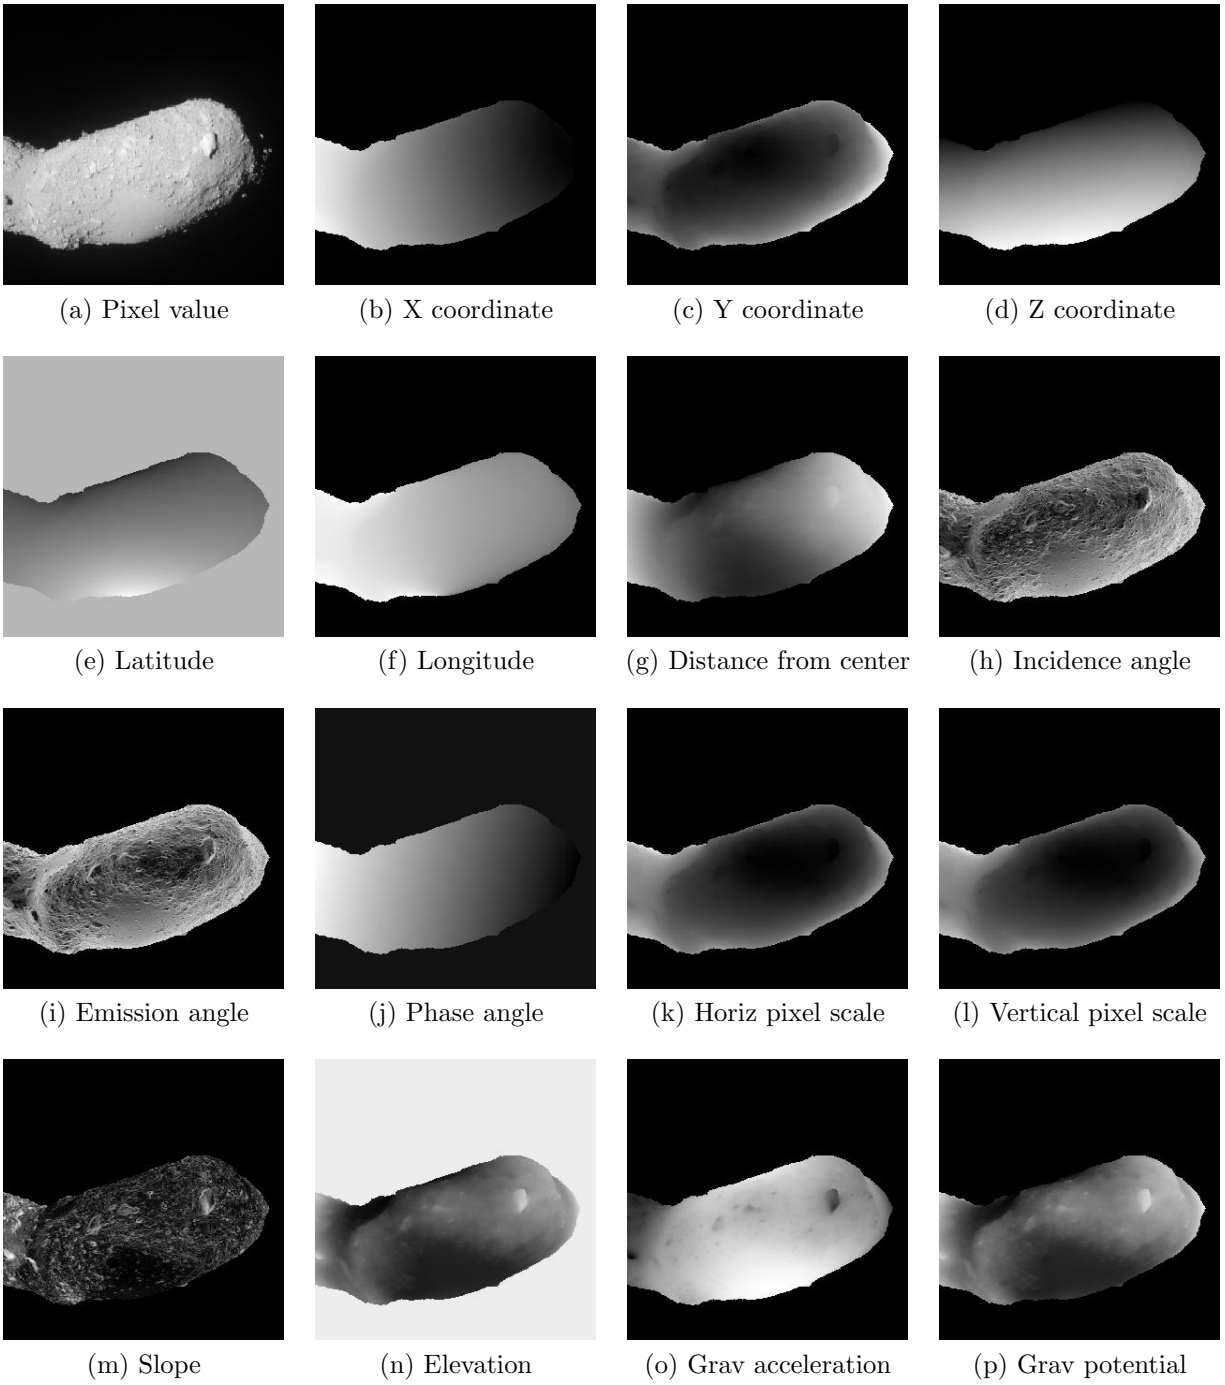 (a) Pixel value
(b) X coordinate
(c) Y coordinate
(d) Z coordinate
(e) Latitude
(f) Longitude
(g) Distance from center
(h) Incidence angle
(i) Emission angle
(j) Phase angle
(k) Horiz pixel scale
(l) Vertical pixel scale
(m) Slope
(n) Elevation
(o) Grav acceleration
(p) Grav potential